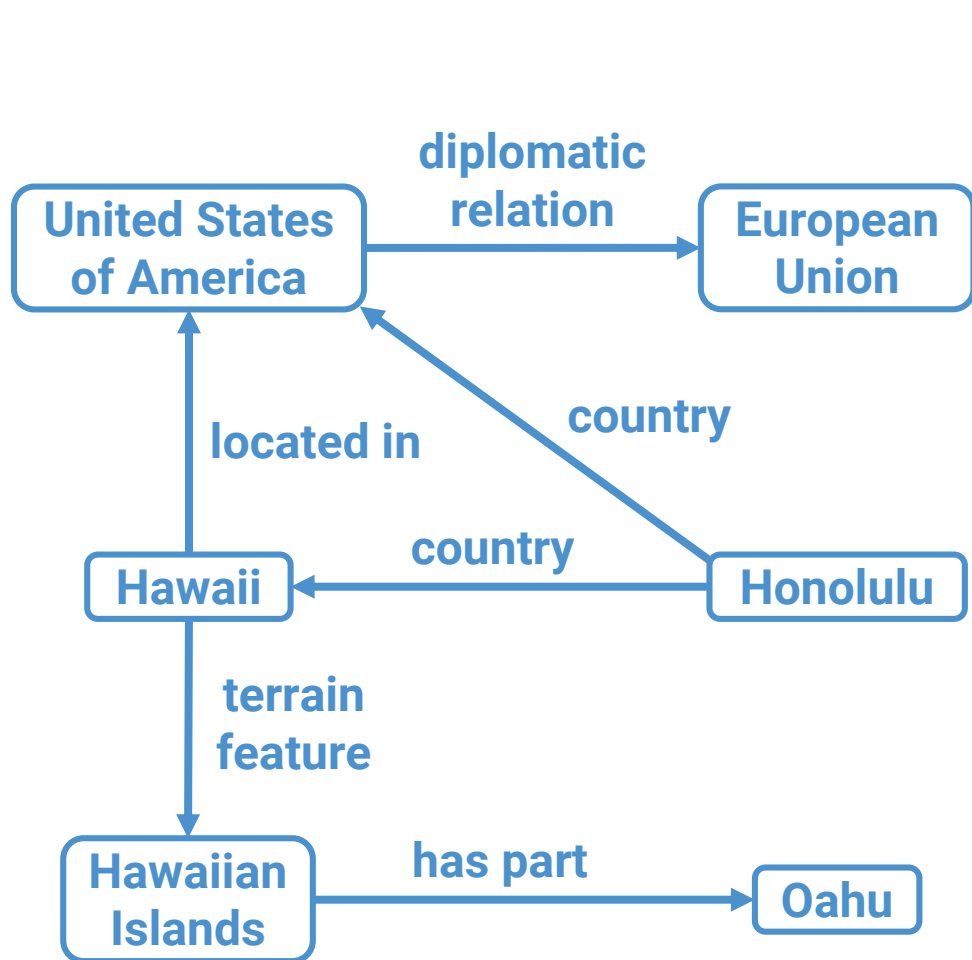 diplomatic
relation
United States
of America
European
Union
country
located in
country
Hawaii
Honolulu
terrain
feature
has part
Hawaiian
Islands
Oahu